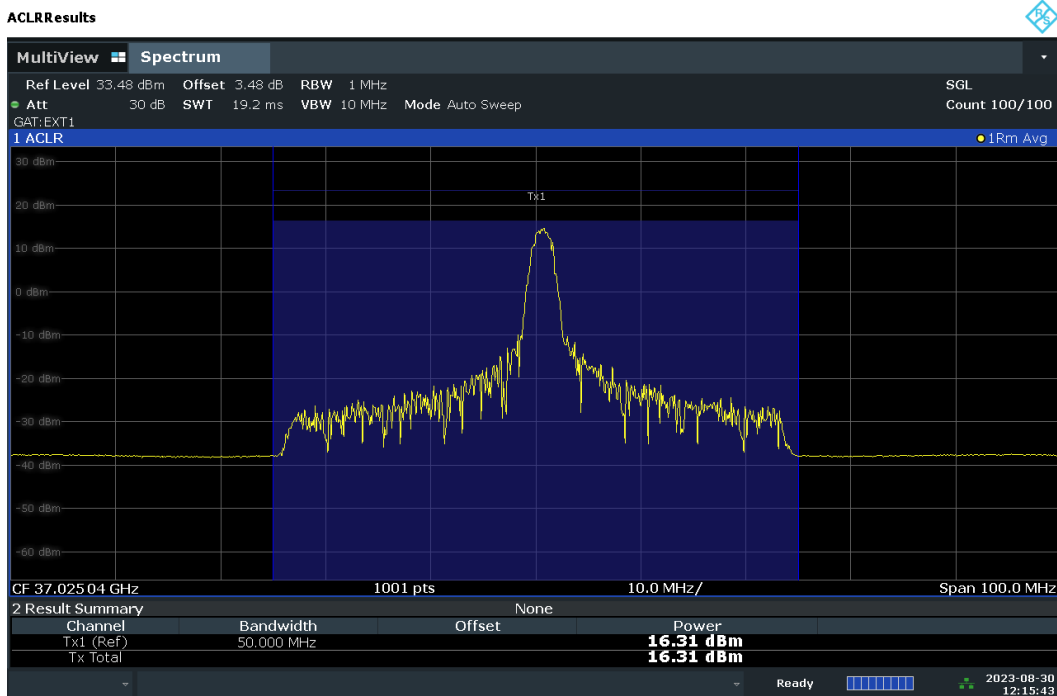 ACLRResults
R&S
MultiView Spectrum
Ref Level 33.48 dBm Offset 3.48 dB RBW 1 MHz SGL
Att 30 dB SWT 19.2 ms VBW 10 MHz Mode Auto Sweep Count 100/100
GAT:EXT1
1 ACLR 1Rm Avg
30 dBm
Tx1
20 dBm
10 dBm
0 dBm
-10 dBm
-20 dBm
-30 dBm
-40 dBm
-50 dBm
-60 dBm
CF 37.02504 GHz 1001 pts 10.0 MHz/ Span 100.0 MHz
2 Result Summary None
Channel Bandwidth Offset Power
Tx1 (Ref) 50.000 MHz 16.31 dBm
Tx Total 16.31 dBm
Ready 2023-08-30
12:15:43